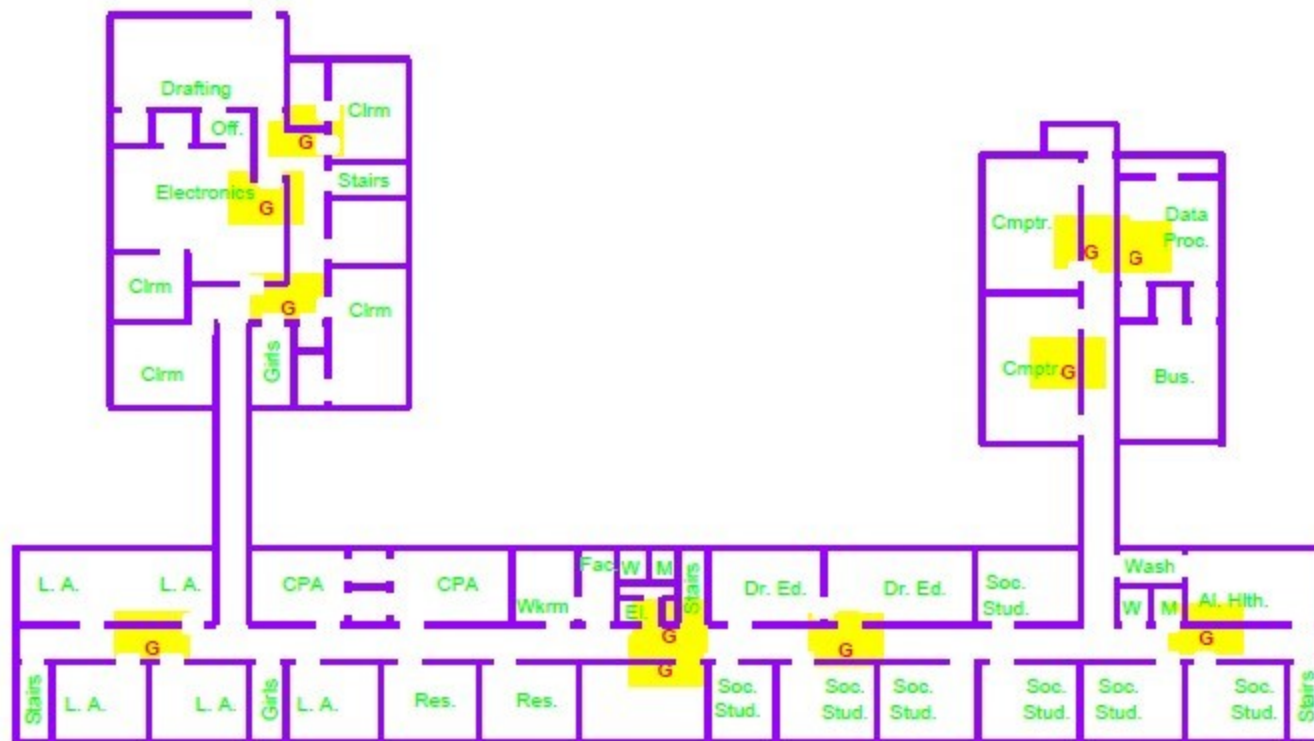 Drafting
Clrm
Off.
G
Stairs
Electronics
G
Clrm
G
Clrm
Clrm
Girls
Cmptr.
Data
Proc.
G
G
Cmptr
G
Bus.
L. A.
L. A.
CPA
CPA
Wkrm
Fac.
W
M
El.
Stairs
Dr. Ed.
Dr. Ed.
Soc.
Stud.
Wash
W
M
Al. Hlth.
G
G
G
G
G
Stairs
L. A.
L. A.
Girls
L. A.
Res.
Res.
Soc.
Stud.
Soc.
Stud.
Soc.
Stud.
Soc.
Stud.
Soc.
Stud.
Soc.
Stud.
Stairs